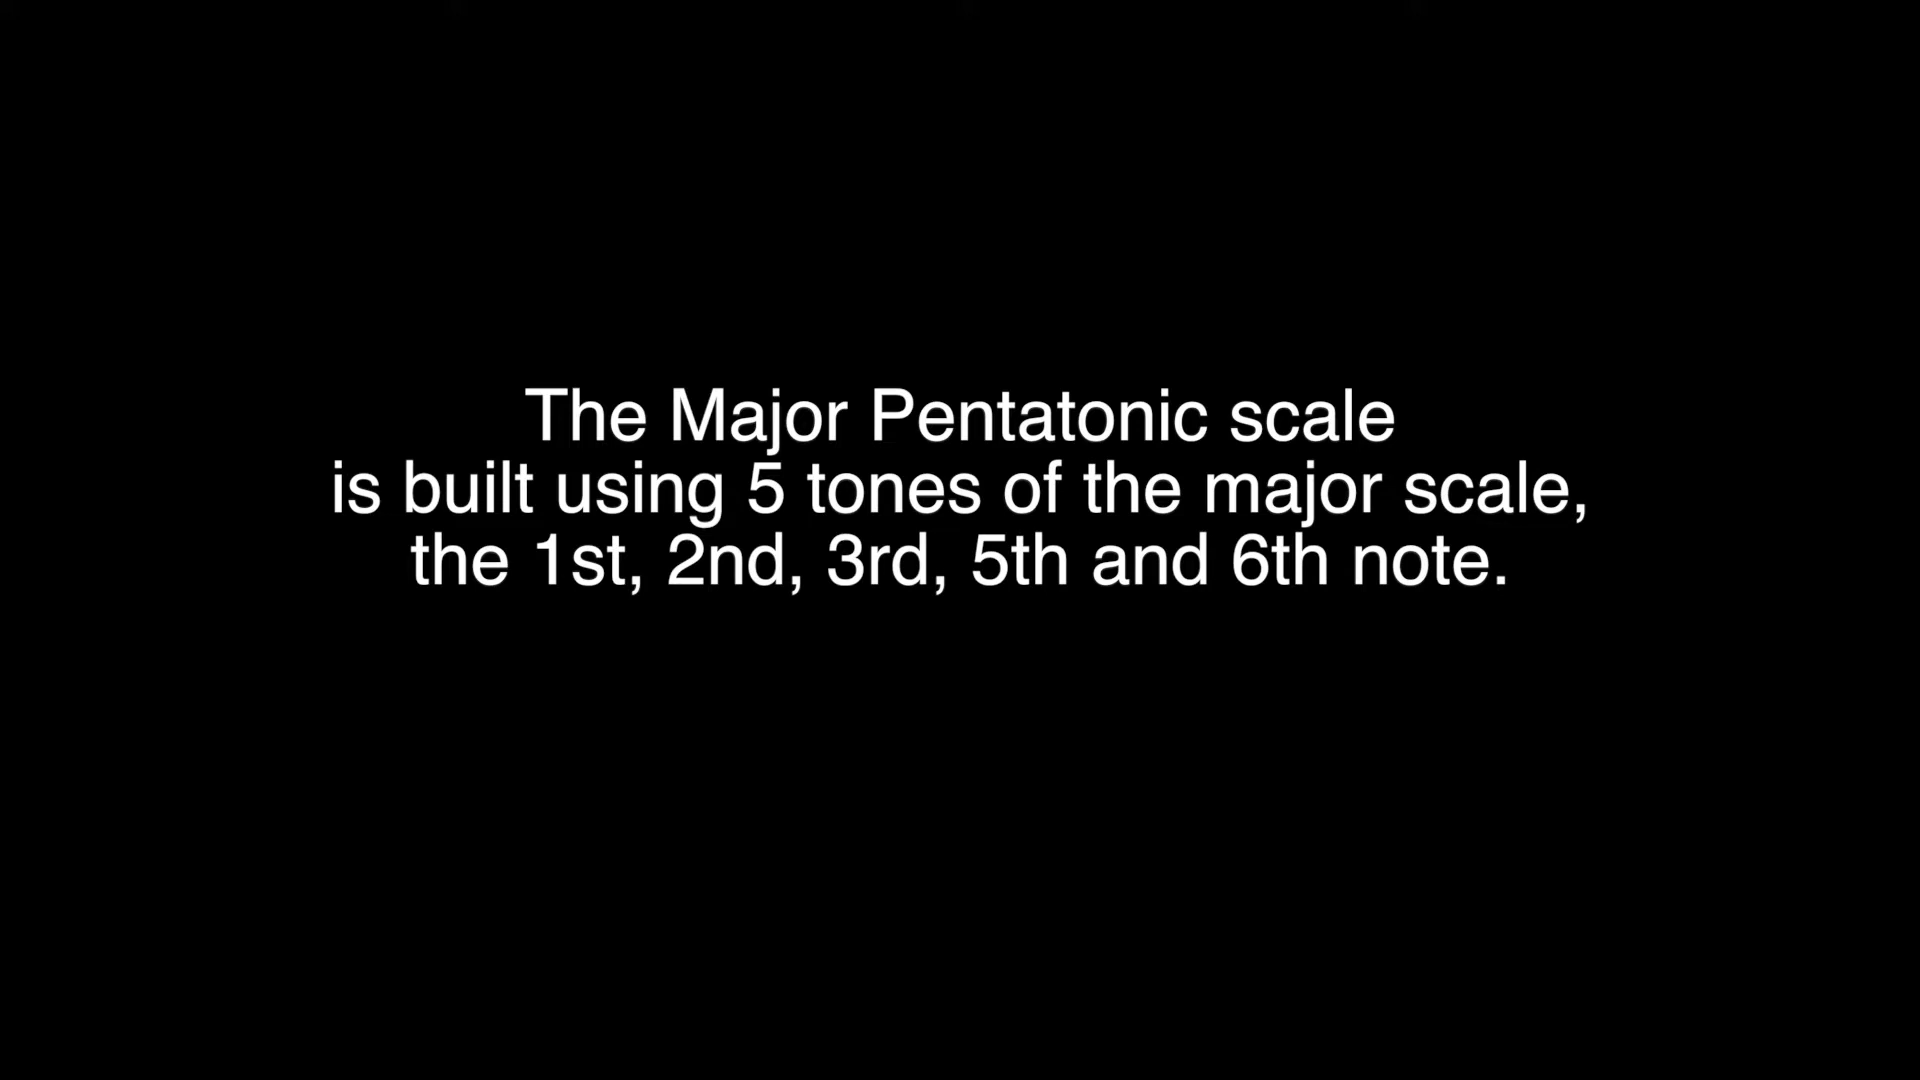 The Major Pentatonic scale
is built using 5 tones of the major scale,
the 1st, 2nd, 3rd, 5th and 6th note.